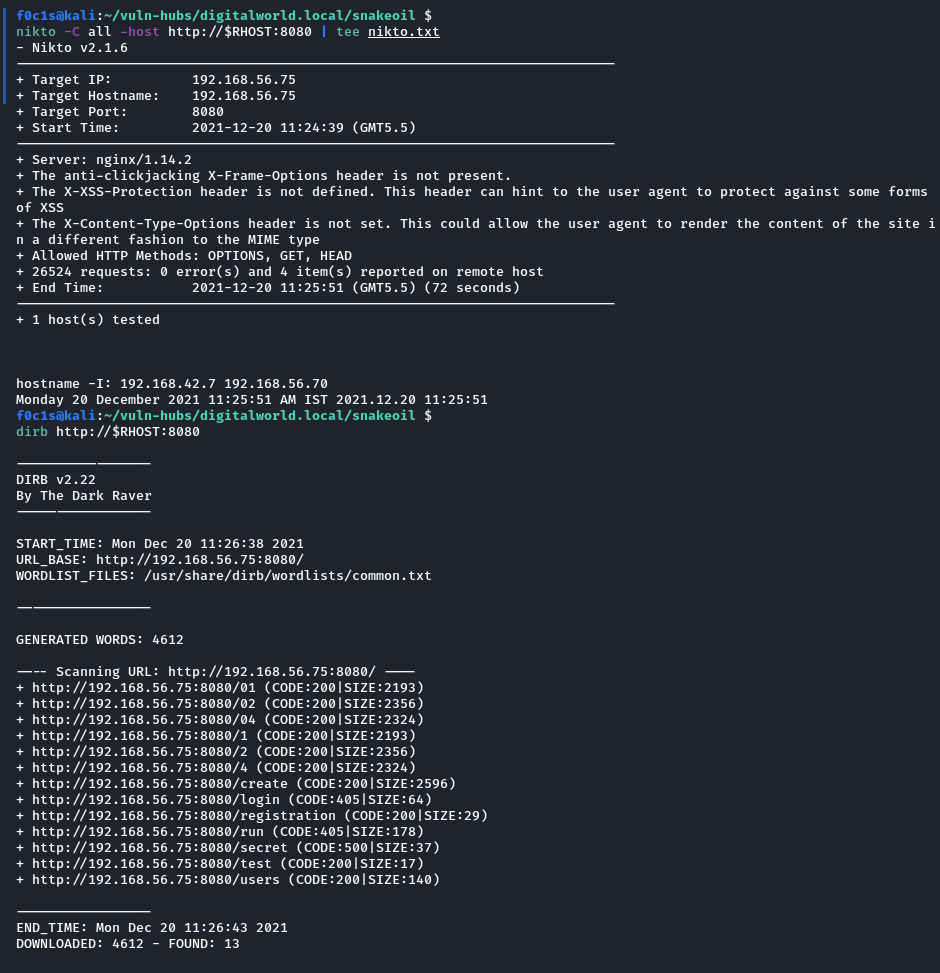 f0c1s@kali:~/vuln-hubs/digitalworld.local/snakeoil $
nikto -C all -host http://$RHOST:8080 | tee nikto.txt
- Nikto v2.1.6
---------------------------------------------------------------------------
+ Target IP:          192.168.56.75
+ Target Hostname:    192.168.56.75
+ Target Port:        8080
+ Start Time:         2021-12-20 11:24:39 (GMT5.5)
---------------------------------------------------------------------------
+ Server: nginx/1.14.2
+ The anti-clickjacking X-Frame-Options header is not present.
+ The X-XSS-Protection header is not defined. This header can hint to the user agent to protect against some forms
of XSS
+ The X-Content-Type-Options header is not set. This could allow the user agent to render the content of the site i
n a different fashion to the MIME type
+ Allowed HTTP Methods: OPTIONS, GET, HEAD
+ 26524 requests: 0 error(s) and 4 item(s) reported on remote host
+ End Time:           2021-12-20 11:25:51 (GMT5.5) (72 seconds)
---------------------------------------------------------------------------
+ 1 host(s) tested
hostname -I: 192.168.42.7 192.168.56.70
Monday 20 December 2021 11:25:51 AM IST 2021.12.20 11:25:51
f0c1s@kali:~/vuln-hubs/digitalworld.local/snakeoil $
dirb http://$RHOST:8080
-----------------
DIRB v2.22
By The Dark Raver
-----------------
START_TIME: Mon Dec 20 11:26:38 2021
URL_BASE: http://192.168.56.75:8080/
WORDLIST_FILES: /usr/share/dirb/wordlists/common.txt
-----------------
GENERATED WORDS: 4612
---- Scanning URL: http://192.168.56.75:8080/ ----
+ http://192.168.56.75:8080/01 (CODE:200|SIZE:2193)
+ http://192.168.56.75:8080/02 (CODE:200|SIZE:2356)
+ http://192.168.56.75:8080/04 (CODE:200|SIZE:2324)
+ http://192.168.56.75:8080/1 (CODE:200|SIZE:2193)
+ http://192.168.56.75:8080/2 (CODE:200|SIZE:2356)
+ http://192.168.56.75:8080/4 (CODE:200|SIZE:2324)
+ http://192.168.56.75:8080/create (CODE:200|SIZE:2596)
+ http://192.168.56.75:8080/login (CODE:405|SIZE:64)
+ http://192.168.56.75:8080/registration (CODE:200|SIZE:29)
+ http://192.168.56.75:8080/run (CODE:405|SIZE:178)
+ http://192.168.56.75:8080/secret (CODE:500|SIZE:37)
+ http://192.168.56.75:8080/test (CODE:200|SIZE:17)
+ http://192.168.56.75:8080/users (CODE:200|SIZE:140)
-----------------
END_TIME: Mon Dec 20 11:26:43 2021
DOWNLOADED: 4612 - FOUND: 13